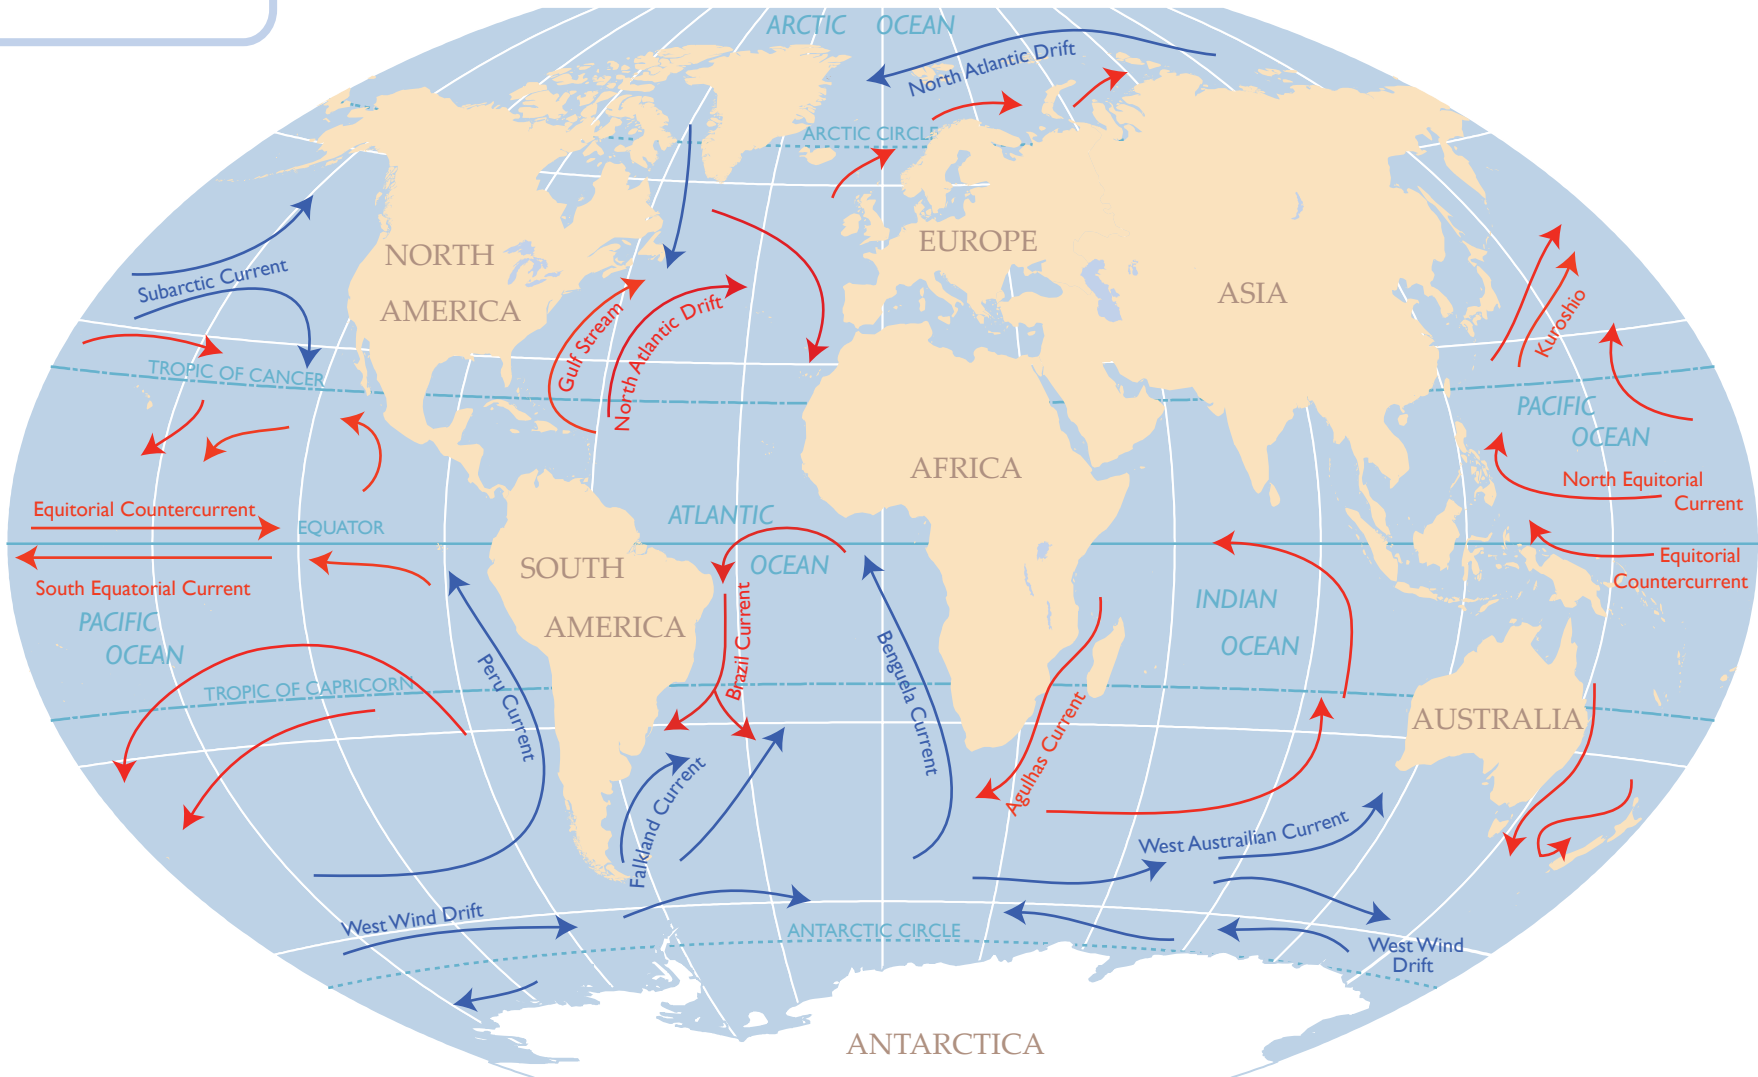 ARCTIC OCEAN
North Atlantic Drift
ARCTIC CIRCLE
NORTH
AMERICA
EUROPE
ASIA
Subarctic Current
Gulf Stream
North Atlantic Drift
Kuroshio
TROPIC OF CANCER
PACIFIC
OCEAN
AFRICA
North Equitorial
Current
Equitorial Countercurrent
EQUATOR
ATLANTIC
OCEAN
Equitorial
Countercurrent
South Equatorial Current
SOUTH
AMERICA
INDIAN
OCEAN
PACIFIC
OCEAN
Peru Current
Brazil Current
Benguela Current
TROPIC OF CAPRICORN
Agulhas Current
AUSTRALIA
Falkland Current
West Austrailian Current
West Wind Drift
ANTARCTIC CIRCLE
West Wind
Drift
ANTARCTICA